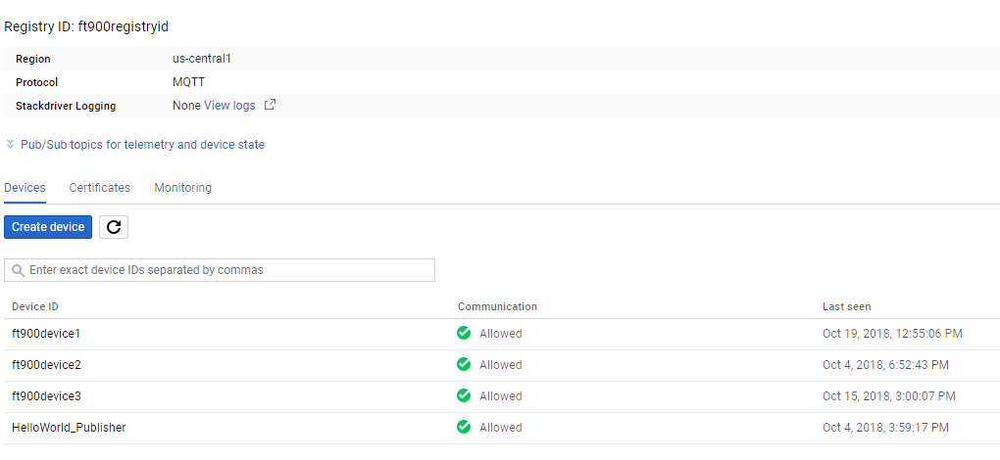 Registry ID: ft900registryid
Region us-central1
Protocol MQTT
Stackdriver Logging None View logs
Pub/Sub topics for telemetry and device state
Devices Certificates Monitoring
Create device
Enter exact device IDs separated by commas
Device ID Communication Last seen
ft900device1 Allowed Oct 19, 2018, 12:55:06 PM
ft900device2 Allowed Oct 4, 2018, 6:52:43 PM
ft900device3 Allowed Oct 15, 2018, 3:00:07 PM
HelloWorld_Publisher Allowed Oct 4, 2018, 3:59:17 PM